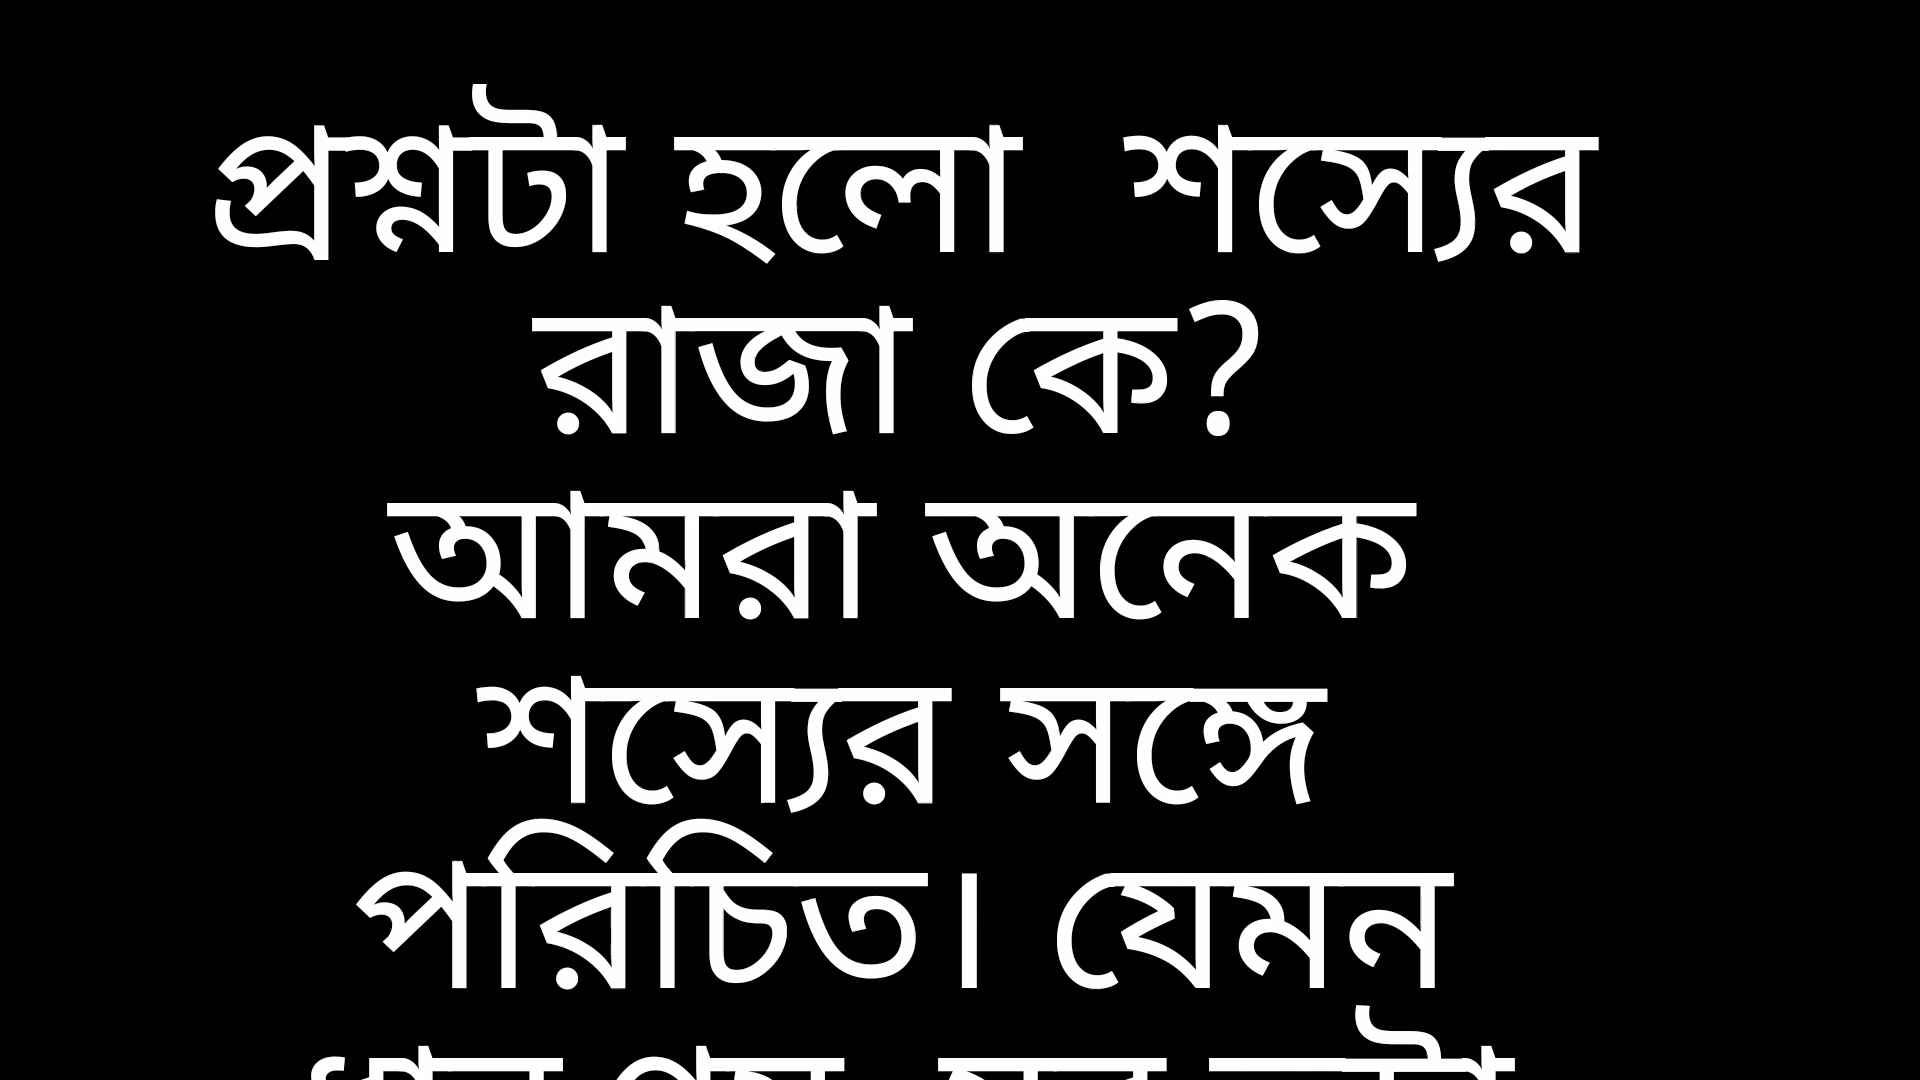 প্রশ্নটা হলো  শস্যের
রাজা কে?
আমরা অনেক
শস্যের সঙ্গে
পরিচিত। যেমন